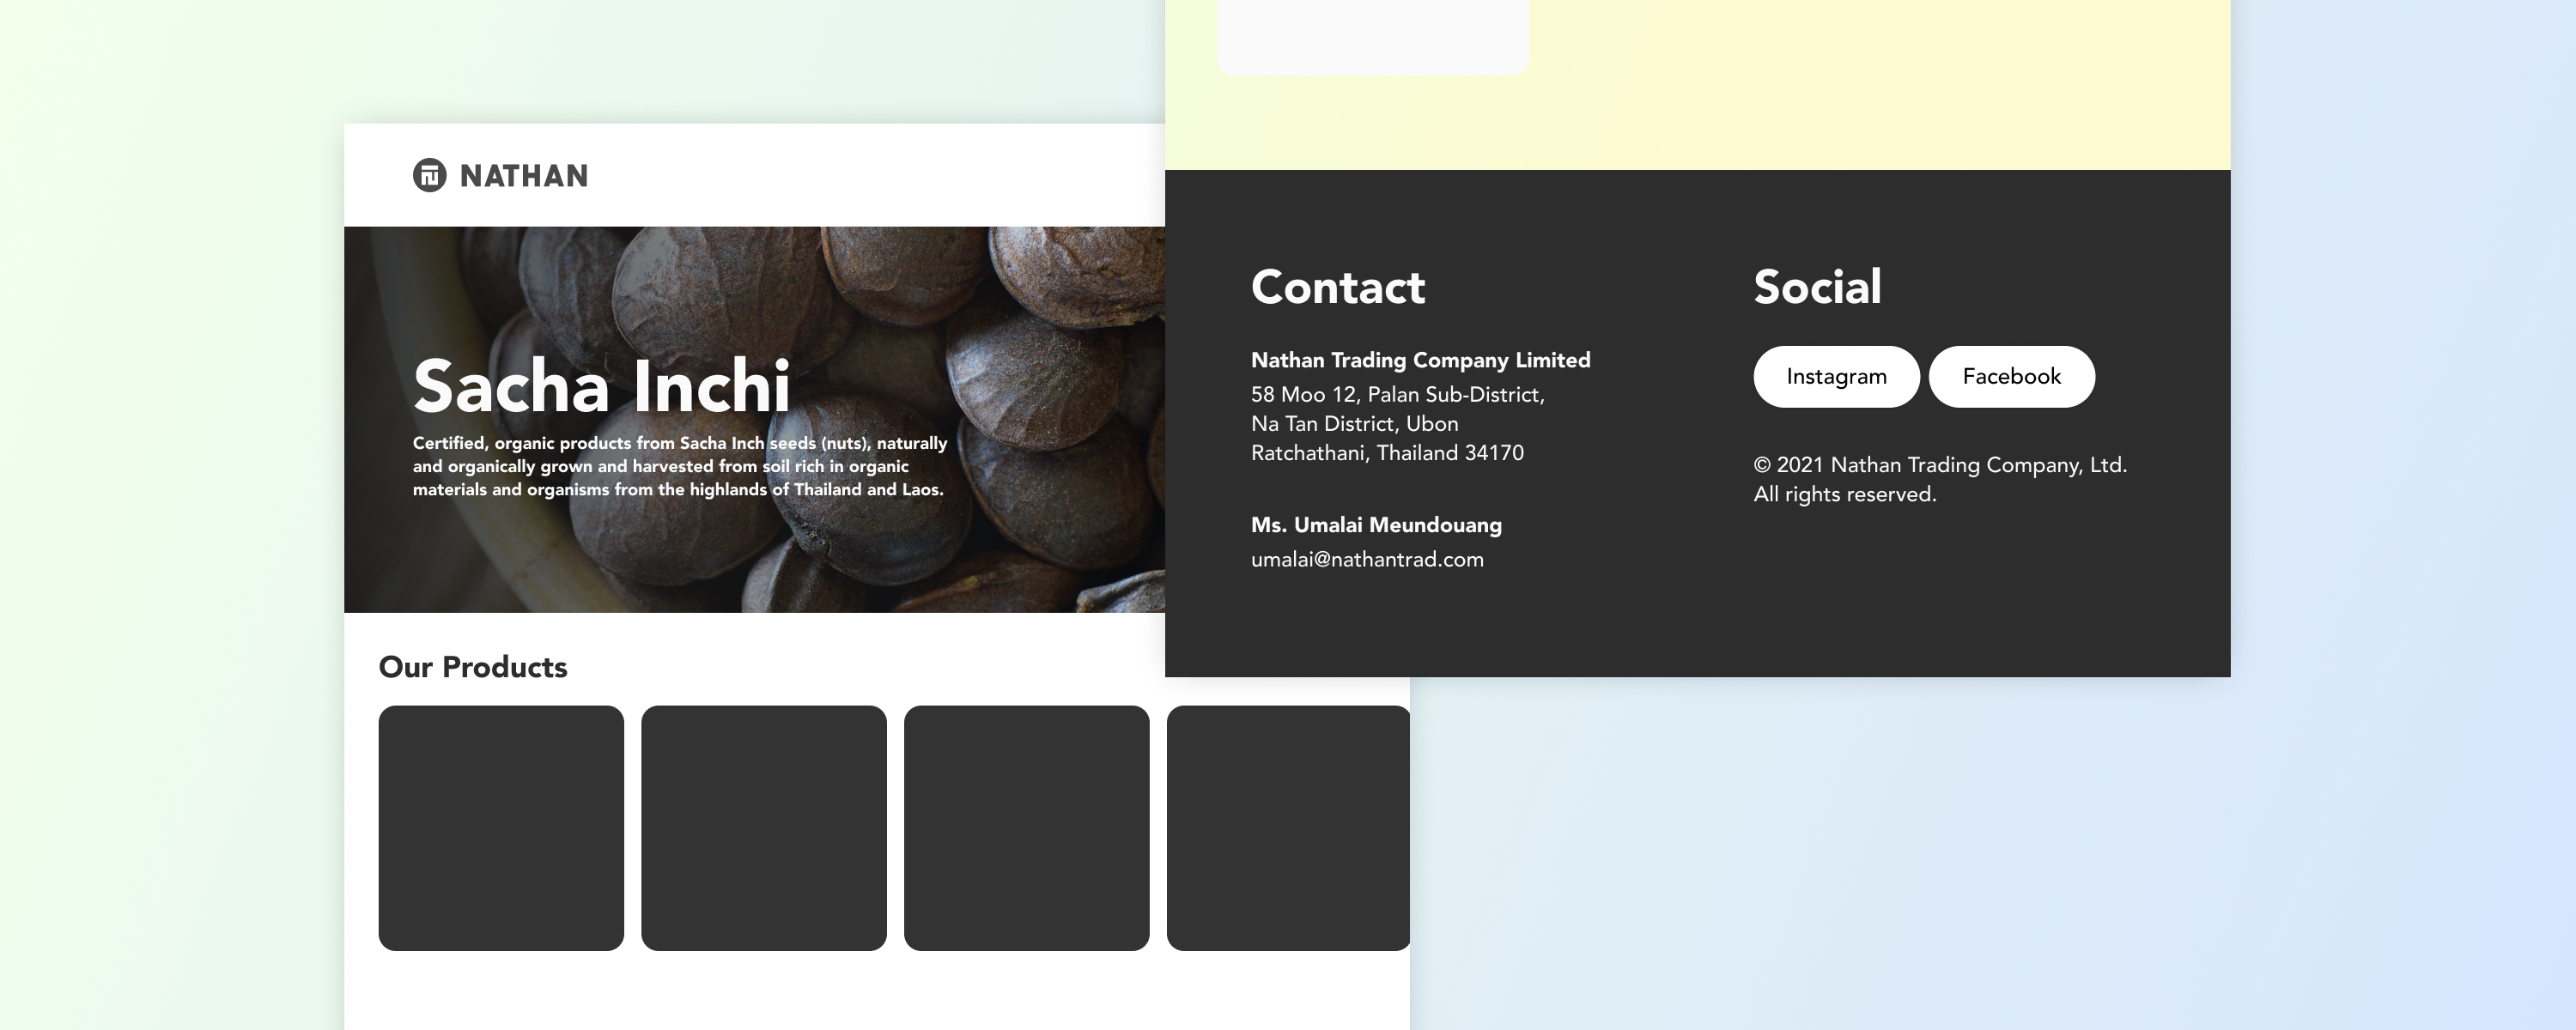 NATHAN
Sacha Inchi
Certified, organic products from Sacha Inch seeds (nuts), naturally
and organically grown and harvested from soil rich in organic
materials and organisms from the highlands of Thailand and Laos.
Our Products
Contact
Nathan Trading Company Limited
58 Moo 12, Palan Sub-District,
Na Tan District, Ubon
Ratchathani, Thailand 34170
Ms. Umalai Meundouang
umalai@nathantrad.com
Social
Instagram Facebook
© 2021 Nathan Trading Company, Ltd.
All rights reserved.